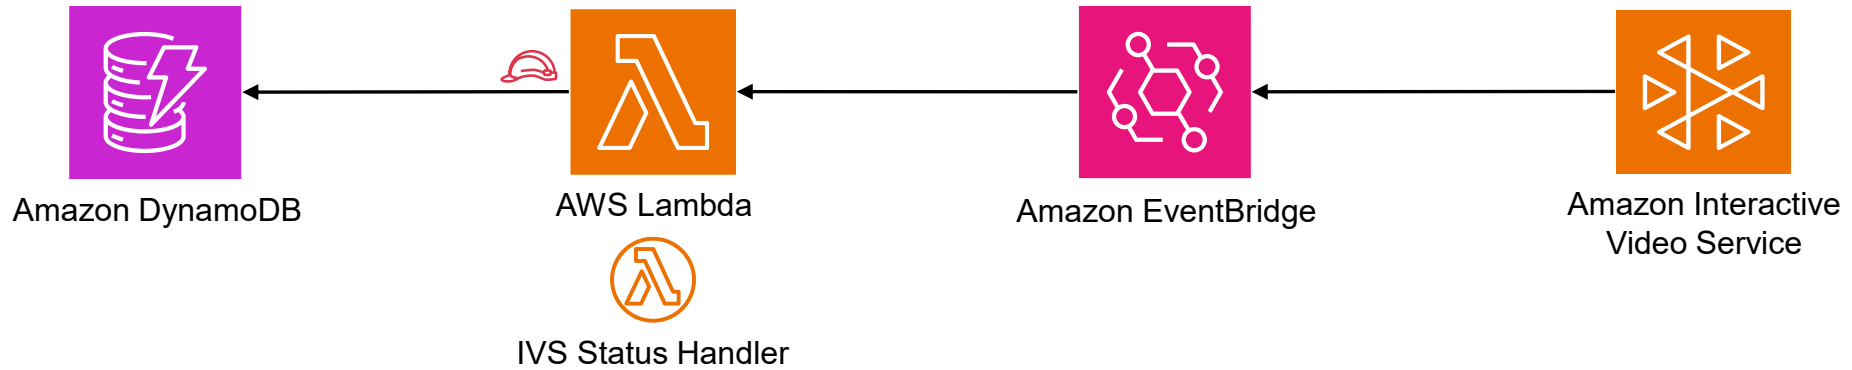 Amazon DynamoDB
AWS Lambda
IVS Status Handler
Amazon EventBridge
Amazon Interactive
Video Service